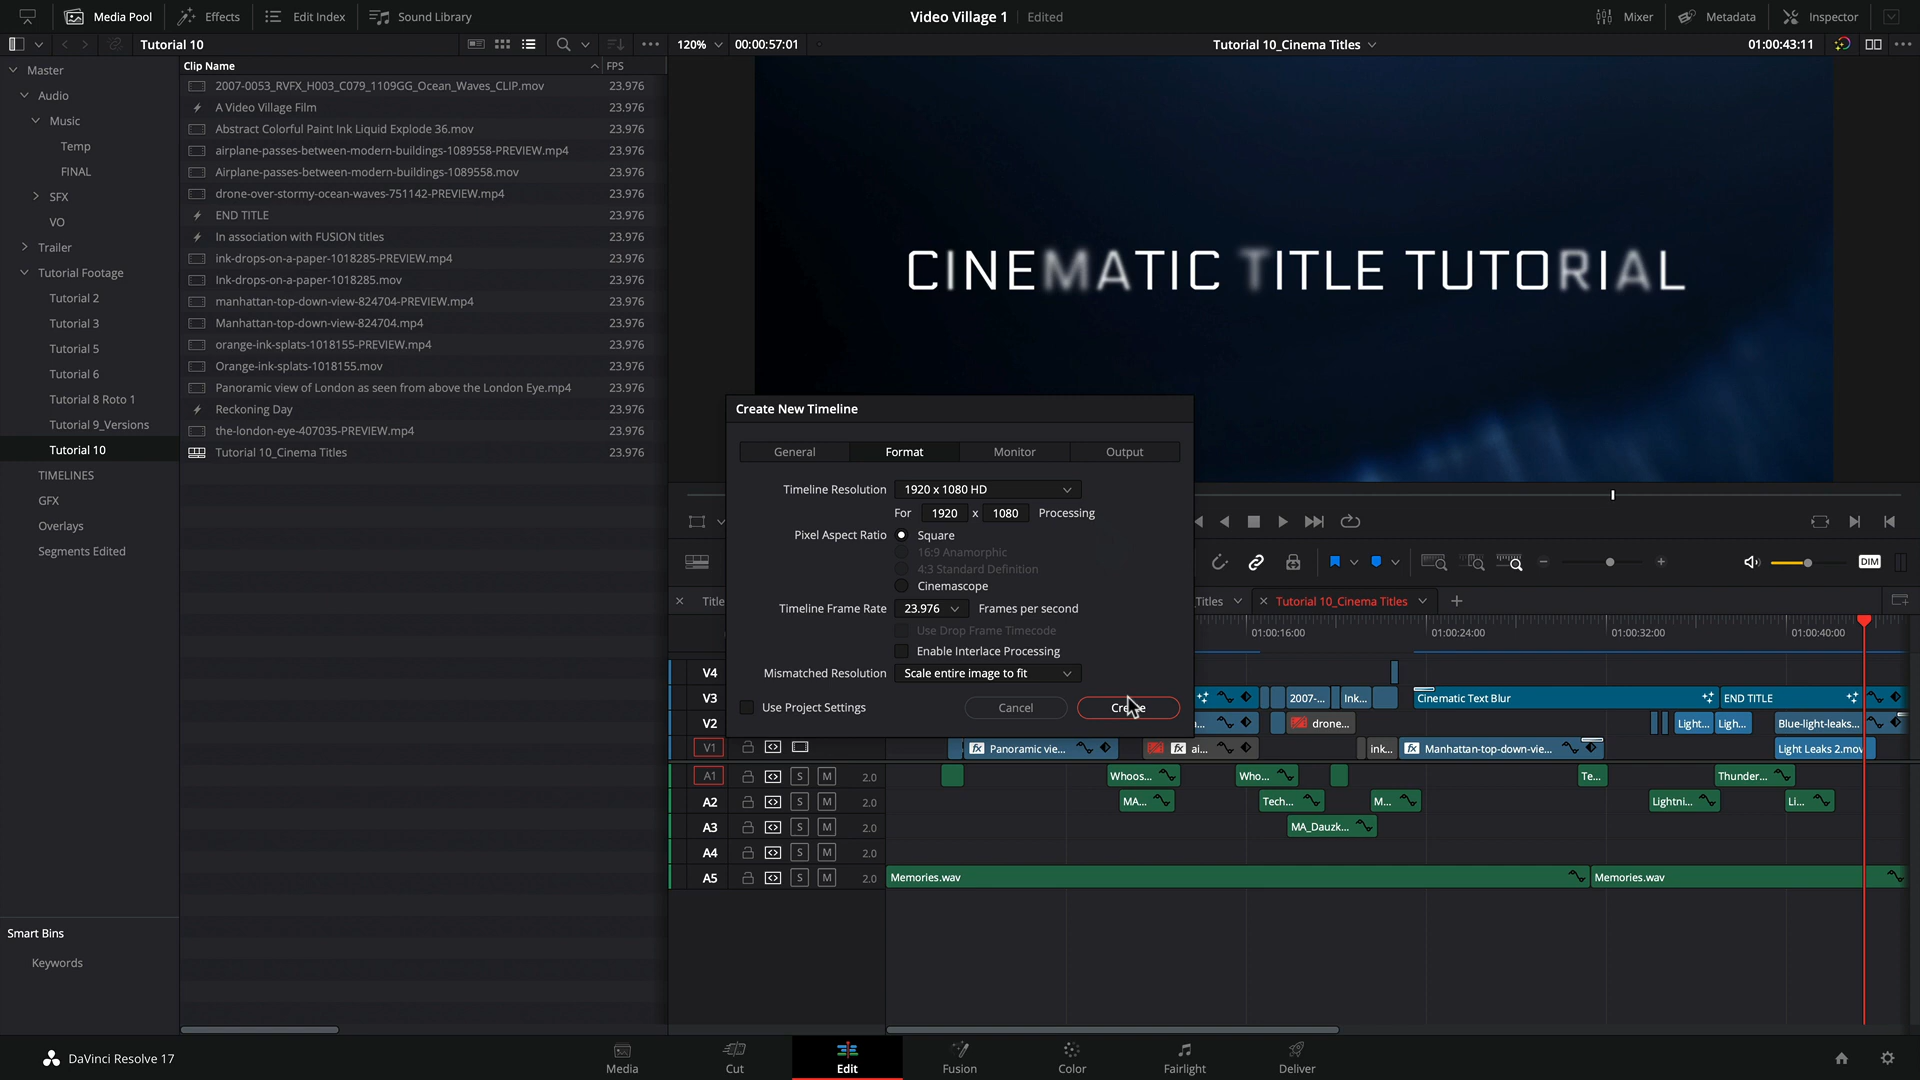 Media Pool
Effects
Edit Index
Sound Library
Video Village 1
Edited
Mixer
Metadata
Inspector
Tutorial 10
120%
00:00:57:01
Tutorial 10_Cinema Titles
01:00:43:11
Master
Audio
Music
Temp
FINAL
SFX
VO
Trailer
Tutorial Footage
Tutorial 2
Tutorial 3
Tutorial 5
Tutorial 6
Tutorial 8 Roto 1
Tutorial 9_Versions
Tutorial 10
TIMELINES
GFX
Overlays
Segments Edited
Smart Bins
Keywords
Clip Name FPS
2007-0053_RVFX_H003_C079_1109GG_Ocean_Waves_CLIP.mov 23.976
A Video Village Film 23.976
Abstract Colorful Paint Ink Liquid Explode 36.mov 23.976
airplane-passes-between-modern-buildings-1089558-PREVIEW.mp4 23.976
Airplane-passes-between-modern-buildings-1089558.mov 23.976
drone-over-stormy-ocean-waves-751142-PREVIEW.mp4 23.976
END TITLE 23.976
In association with FUSION titles 23.976
ink-drops-on-a-paper-1018285-PREVIEW.mp4 23.976
Ink-drops-on-a-paper-1018285.mov 23.976
manhattan-top-down-view-824704-PREVIEW.mp4 23.976
Manhattan-top-down-view-824704.mp4 23.976
orange-ink-splats-1018155-PREVIEW.mp4 23.976
Orange-ink-splats-1018155.mov 23.976
Panoramic view of London as seen from above the London Eye.mp4 23.976
Reckoning Day 23.976
the-london-eye-407035-PREVIEW.mp4 23.976
Tutorial 10_Cinema Titles 23.976
CINEMATIC TITLE TUTORIAL
Create New Timeline
General Format Monitor Output
Timeline Resolution 1920 x 1080 HD
For 1920 x 1080 Processing
Pixel Aspect Ratio Square
16:9 Anamorphic
4:3 Standard Definition
Cinemascope
Timeline Frame Rate 23.976 Frames per second
Use Drop Frame Timecode
Enable Interlace Processing
Mismatched Resolution Scale entire image to fit
Use Project Settings Cancel Create
DIM
Title
Titles
Tutorial 10_Cinema Titles
01:00:16:00 01:00:24:00 01:00:32:00 01:00:40:00
V4
V3 2007-... Ink... Cinematic Text Blur END TITLE
V2 drone... Light... Ligh... Blue-light-leaks...
V1 fx Panoramic vie... fx ai... ink... fx Manhattan-top-down-vie... Light Leaks 2.mov
A1 S M 2.0 Whoos... Who... Te... Thunder...
A2 S M 2.0 MA... Tech... M... Lightni... Li...
A3 S M 2.0 MA_Dauzk...
A4 S M 2.0
A5 S M 2.0 Memories.wav Memories.wav
DaVinci Resolve 17
Media
Cut
Edit
Fusion
Color
Fairlight
Deliver